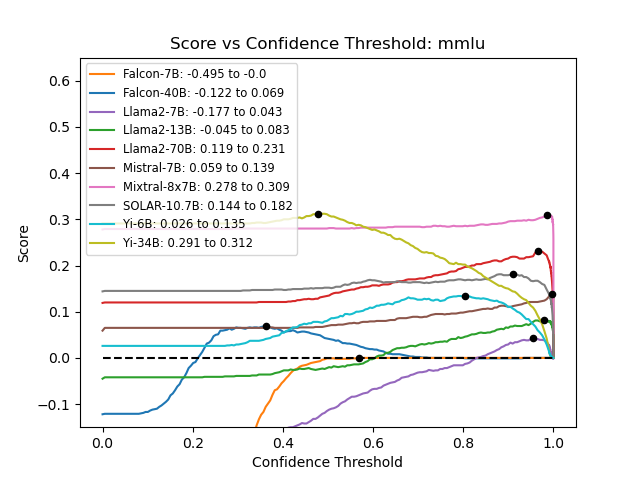 Score vs Confidence Threshold: mmlu
Falcon-7B: -0.495 to -0.0
Falcon-40B: -0.122 to 0.069
Llama2-7B: -0.177 to 0.043
Llama2-13B: -0.045 to 0.083
Llama2-70B: 0.119 to 0.231
Mistral-7B: 0.059 to 0.139
Mixtral-8x7B: 0.278 to 0.309
SOLAR-10.7B: 0.144 to 0.182
Yi-6B: 0.026 to 0.135
Yi-34B: 0.291 to 0.312
Score
0.6
0.5
0.4
0.3
0.2
0.1
0.0
−0.1
0.0 0.2 0.4 0.6 0.8 1.0
Confidence Threshold